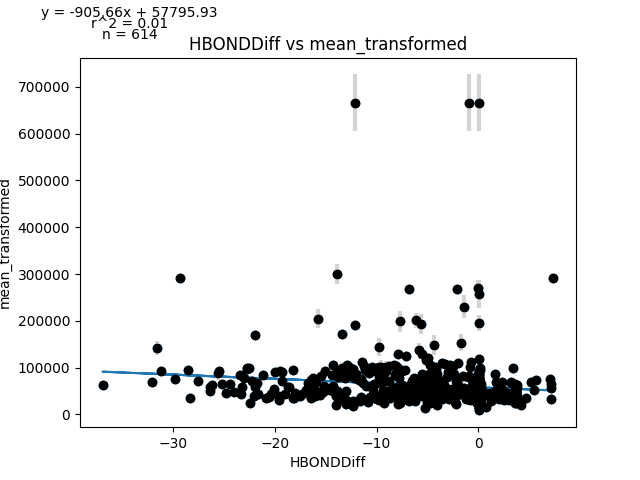 y = -905.66x + 57795.93
r^2 = 0.01
n = 614
HBONDDiff vs mean_transformed
700000
600000
500000
400000
300000
200000
100000
0
mean_transformed
−30
−20
−10
0
HBONDDiff